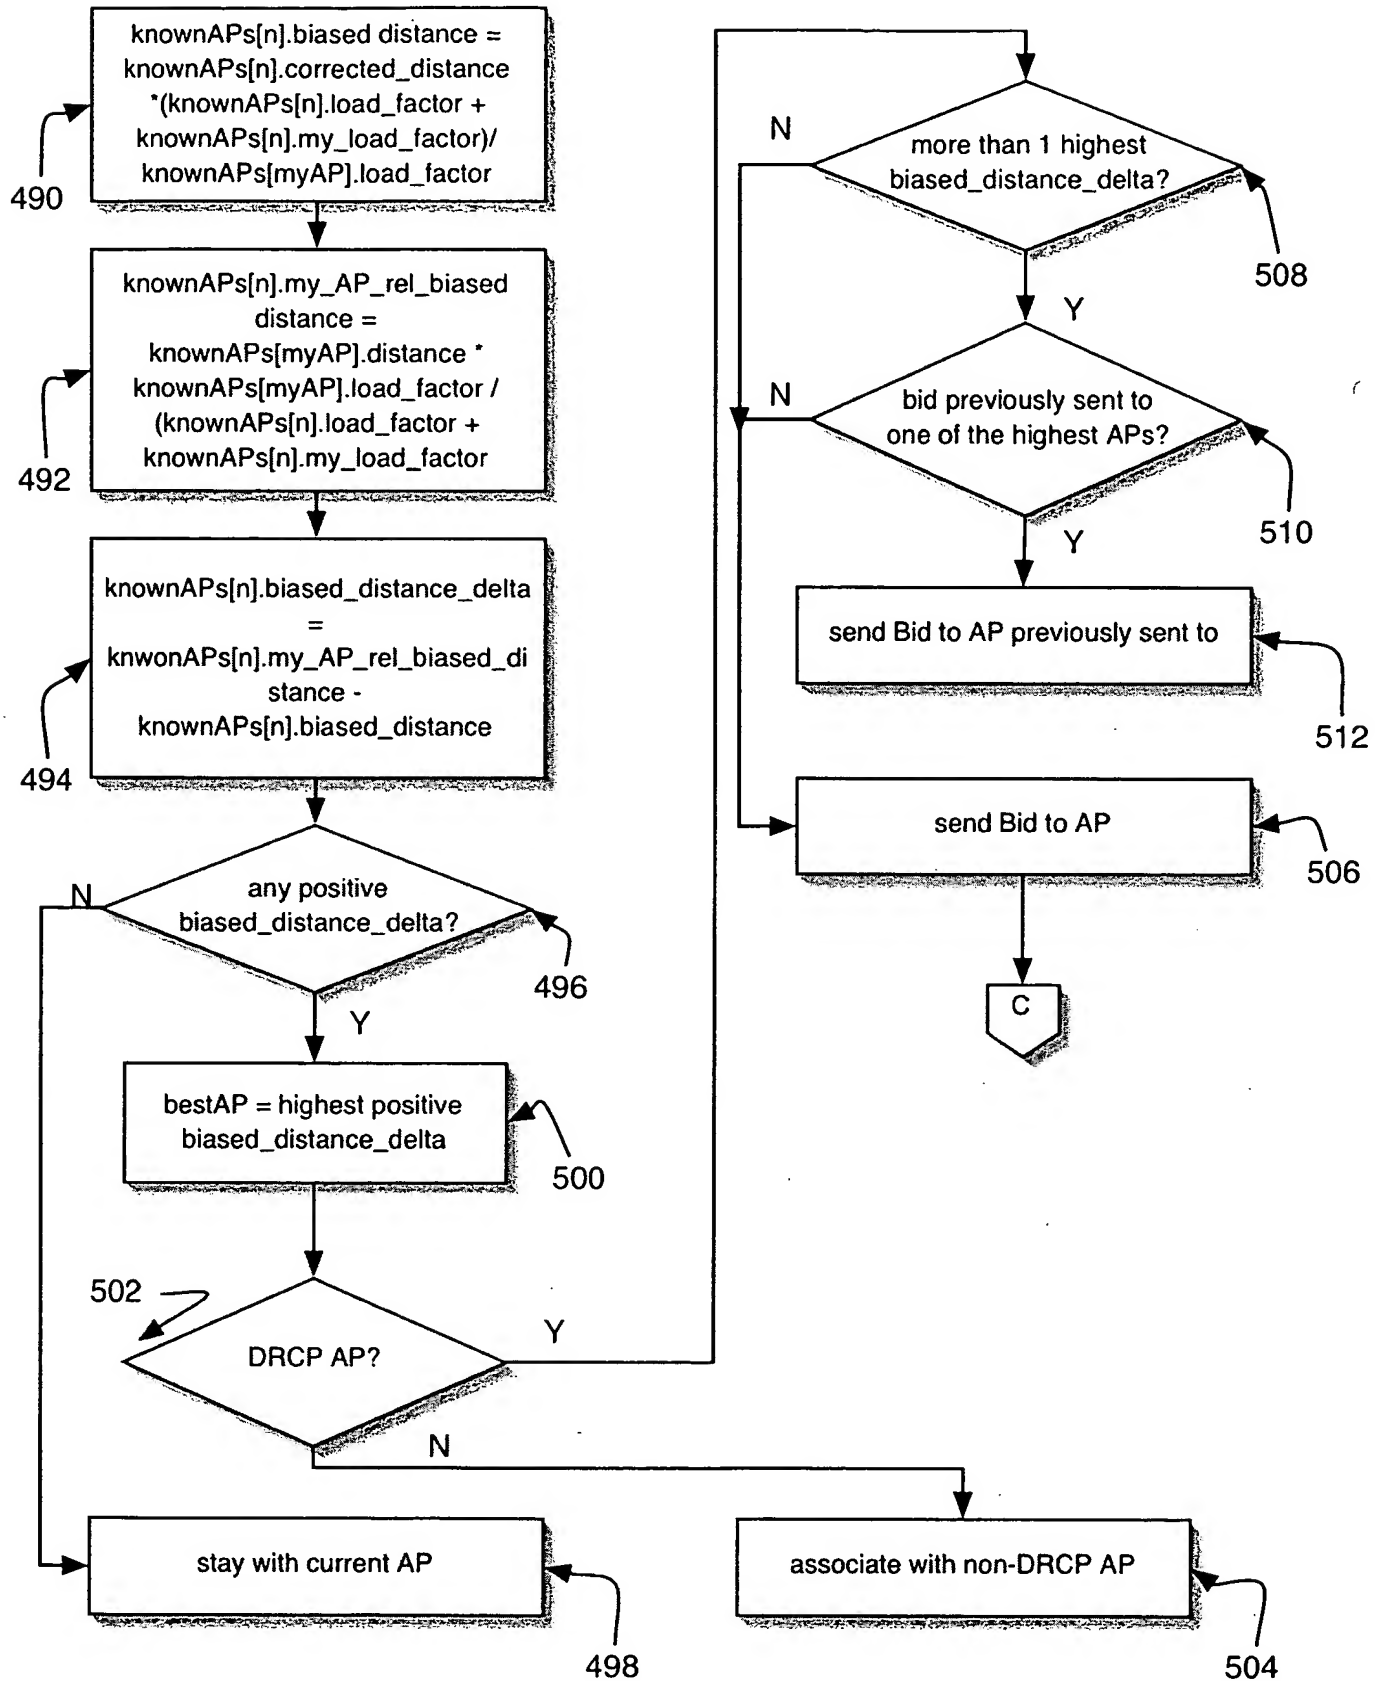 knownAPs[n].biased distance =
knownAPs[n].corrected_distance
*(knownAPs[n].load_factor +
knownAPs[n].my_load_factor)/
knownAPs[myAP].load_factor
490
knownAPs[n].my_AP_rel_biased
distance =
knownAPs[myAP].distance *
knownAPs[myAP].load_factor /
(knownAPs[n].load_factor +
knownAPs[n].my_load_factor
492
knownAPs[n].biased_distance_delta
=
knwonAPs[n].my_AP_rel_biased_di
stance -
knownAPs[n].biased_distance
494
any positive
biased_distance_delta?
N
496
Y
bestAP = highest positive
biased_distance_delta
500
502
DRCP AP?
Y
N
stay with current AP
498
associate with non-DRCP AP
504
more than 1 highest
biased_distance_delta?
N
508
Y
bid previously sent to
one of the highest APs?
N
510
Y
send Bid to AP previously sent to
512
send Bid to AP
506
C